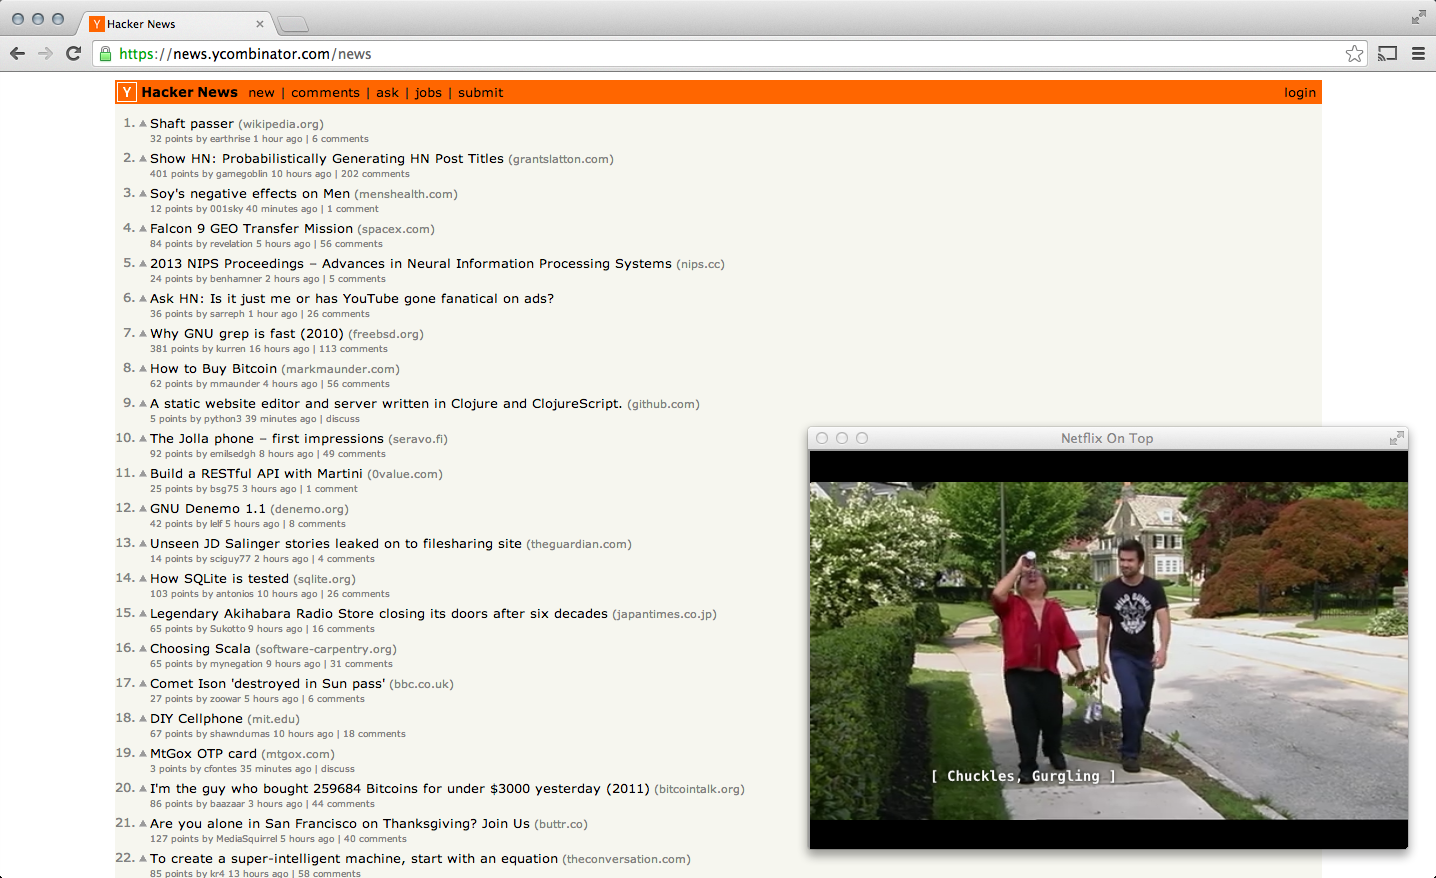 Y Hacker News
https://news.ycombinator.com/news
Y Hacker News new | comments | ask | jobs | submit login
1. Shaft passer (wikipedia.org)
32 points by earthrise 1 hour ago | 6 comments
2. Show HN: Probabilistically Generating HN Post Titles (grantslatton.com)
401 points by gamegoblin 10 hours ago | 202 comments
3. Soy's negative effects on Men (menshealth.com)
12 points by 001sky 40 minutes ago | 1 comment
4. Falcon 9 GEO Transfer Mission (spacex.com)
84 points by revelation 5 hours ago | 56 comments
5. 2013 NIPS Proceedings – Advances in Neural Information Processing Systems (nips.cc)
24 points by benhamner 2 hours ago | 5 comments
6. Ask HN: Is it just me or has YouTube gone fanatical on ads?
36 points by sarreph 1 hour ago | 26 comments
7. Why GNU grep is fast (2010) (freebsd.org)
381 points by kurren 16 hours ago | 113 comments
8. How to Buy Bitcoin (markmaunder.com)
62 points by mmaunder 4 hours ago | 56 comments
9. A static website editor and server written in Clojure and ClojureScript. (github.com)
5 points by python3 39 minutes ago | discuss
10. The Jolla phone – first impressions (seravo.fi)
92 points by emilsedgh 8 hours ago | 49 comments
11. Build a RESTful API with Martini (0value.com)
25 points by bsg75 3 hours ago | 1 comment
12. GNU Denemo 1.1 (denemo.org)
42 points by lelf 5 hours ago | 8 comments
13. Unseen JD Salinger stories leaked on to filesharing site (theguardian.com)
14 points by sciguy77 2 hours ago | 4 comments
14. How SQLite is tested (sqlite.org)
103 points by antonios 10 hours ago | 26 comments
15. Legendary Akihabara Radio Store closing its doors after six decades (japantimes.co.jp)
65 points by Sukotto 9 hours ago | 16 comments
16. Choosing Scala (software-carpentry.org)
65 points by mynegation 9 hours ago | 31 comments
17. Comet Ison 'destroyed in Sun pass' (bbc.co.uk)
27 points by zoowar 5 hours ago | 6 comments
18. DIY Cellphone (mit.edu)
67 points by shawndumas 10 hours ago | 18 comments
19. MtGox OTP card (mtgox.com)
3 points by cfontes 35 minutes ago | discuss
20. I'm the guy who bought 259684 Bitcoins for under $3000 yesterday (2011) (bitcointalk.org)
86 points by baazaar 3 hours ago | 44 comments
21. Are you alone in San Francisco on Thanksgiving? Join Us (buttr.co)
127 points by MediaSquirrel 5 hours ago | 40 comments
22. To create a super-intelligent machine, start with an equation (theconversation.com)
85 points by kr4 13 hours ago | 58 comments
Netflix On Top
[ Chuckles, Gurgling ]